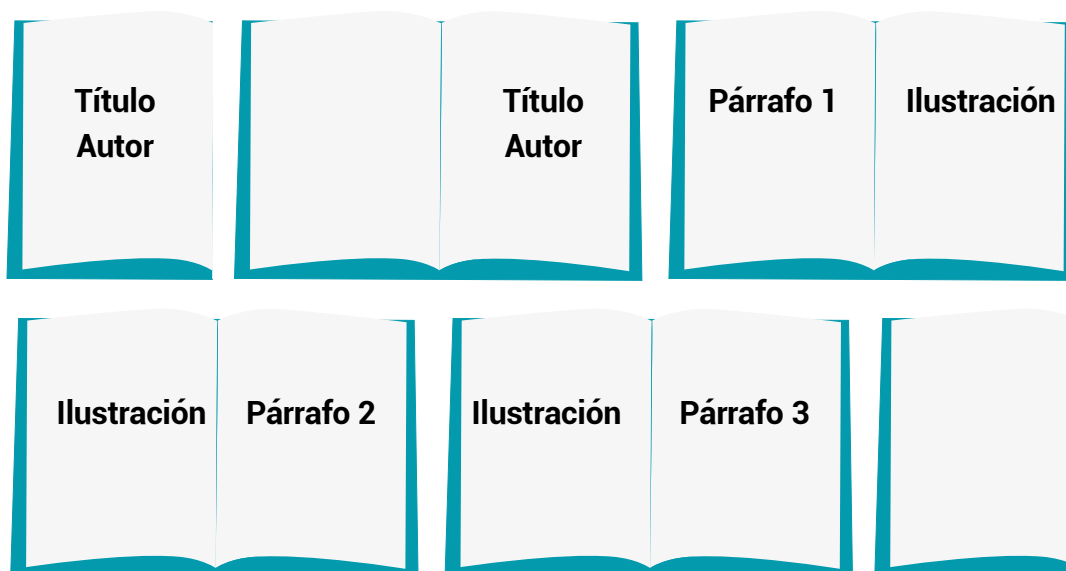 Título
Autor
Título
Autor
Párrafo 1
Ilustración
Ilustración
Párrafo 2
Ilustración
Párrafo 3